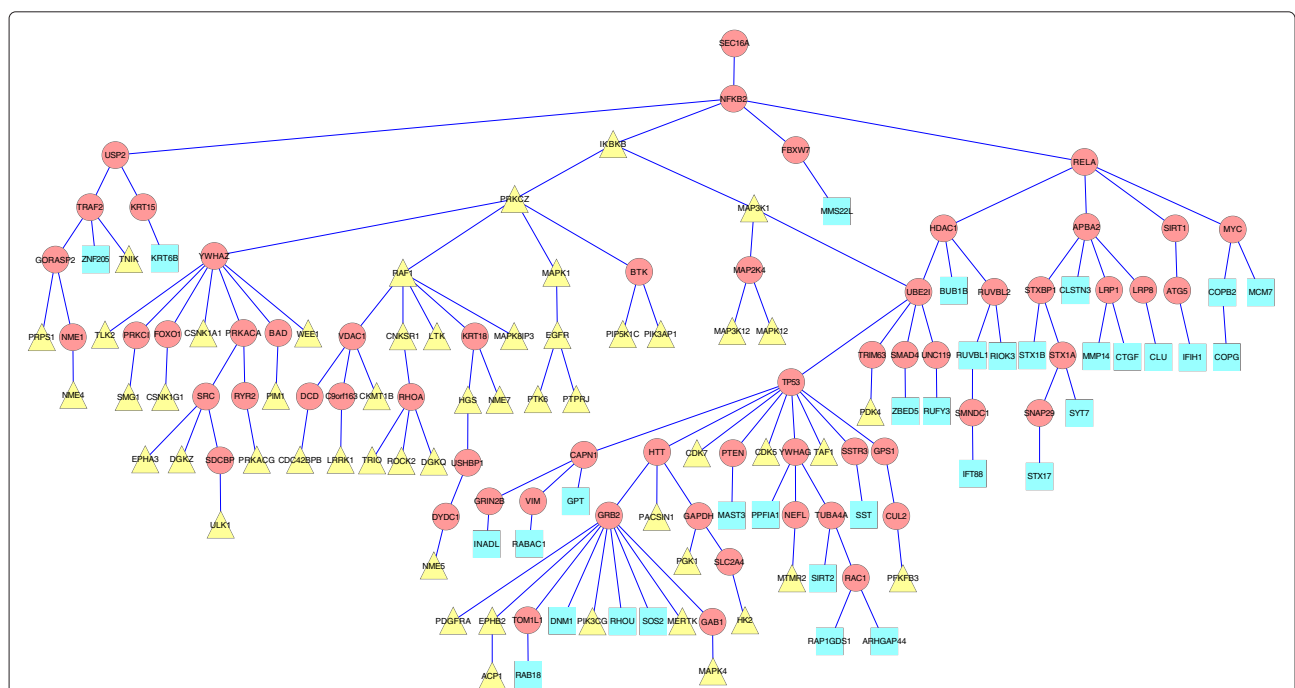 SEC16A
NFKB2
IKBKB
FBXW7
USP2
RELA
PRKCZ
TRAF2
KRT15
MAP3K1
MMS22L
HDAC1
APBA2
SIRT1
MYC
GORASP2
ZNF205
TNIK
KRT6B
YWHAZ
RAF1
MAPK1
BTK
MAP2K4
UBE2I
BUB1B
RUVBL2
STXBP1
CLSTN3
LRP1
LRP8
ATG5
COPB2
MCM7
PRPS1
NME1
TLK2
PRKCI
FOXO1
CSNK1A1
PRKACA
BAD
WEE1
VDAC1
CNKSR1
LTK
KRT18
MAPK8IP3
EGFR
PIP5K1C
PIK3AP1
MAP3K12
MAPK12
TRIM63
SMAD4
UNC119
RUVBL1
RIOK3
STX1B
STX1A
MMP14
CTGF
CLU
IFIH1
COPG
TP53
NME4
SMG1
CSNK1G1
SRC
RYR2
PIM1
DCD
C9orf163
CKMT1B
RHOA
HGS
NME7
PTK6
PTPRJ
PDK4
ZBED5
RUFY3
SMNDC1
SNAP29
SYT7
EPHA3
DGKZ
SDCBP
PRKACG
CDC42BPB
LRRK1
TRIO
ROCK2
DGKQ
USHBP1
CAPN1
HTT
CDK7
PTEN
CDK5
YWHAG
TAF1
SSTR3
GPS1
IFT88
STX17
ULK1
DYDC1
GRIN2B
VIM
GPT
GRB2
PACSIN1
GAPDH
MAST3
PPFIA1
NEFL
TUBA4A
SST
CUL2
INADL
RABAC1
NME5
PGK1
SLC2A4
MTMR2
SIRT2
RAC1
PFKFB3
PDGFRA
EPHB2
TOM1L1
DNM1
PIK3CG
RHOU
SOS2
MERTK
GAB1
HK2
RAP1GDS1
ARHGAP44
ACP1
RAB18
MAPK4